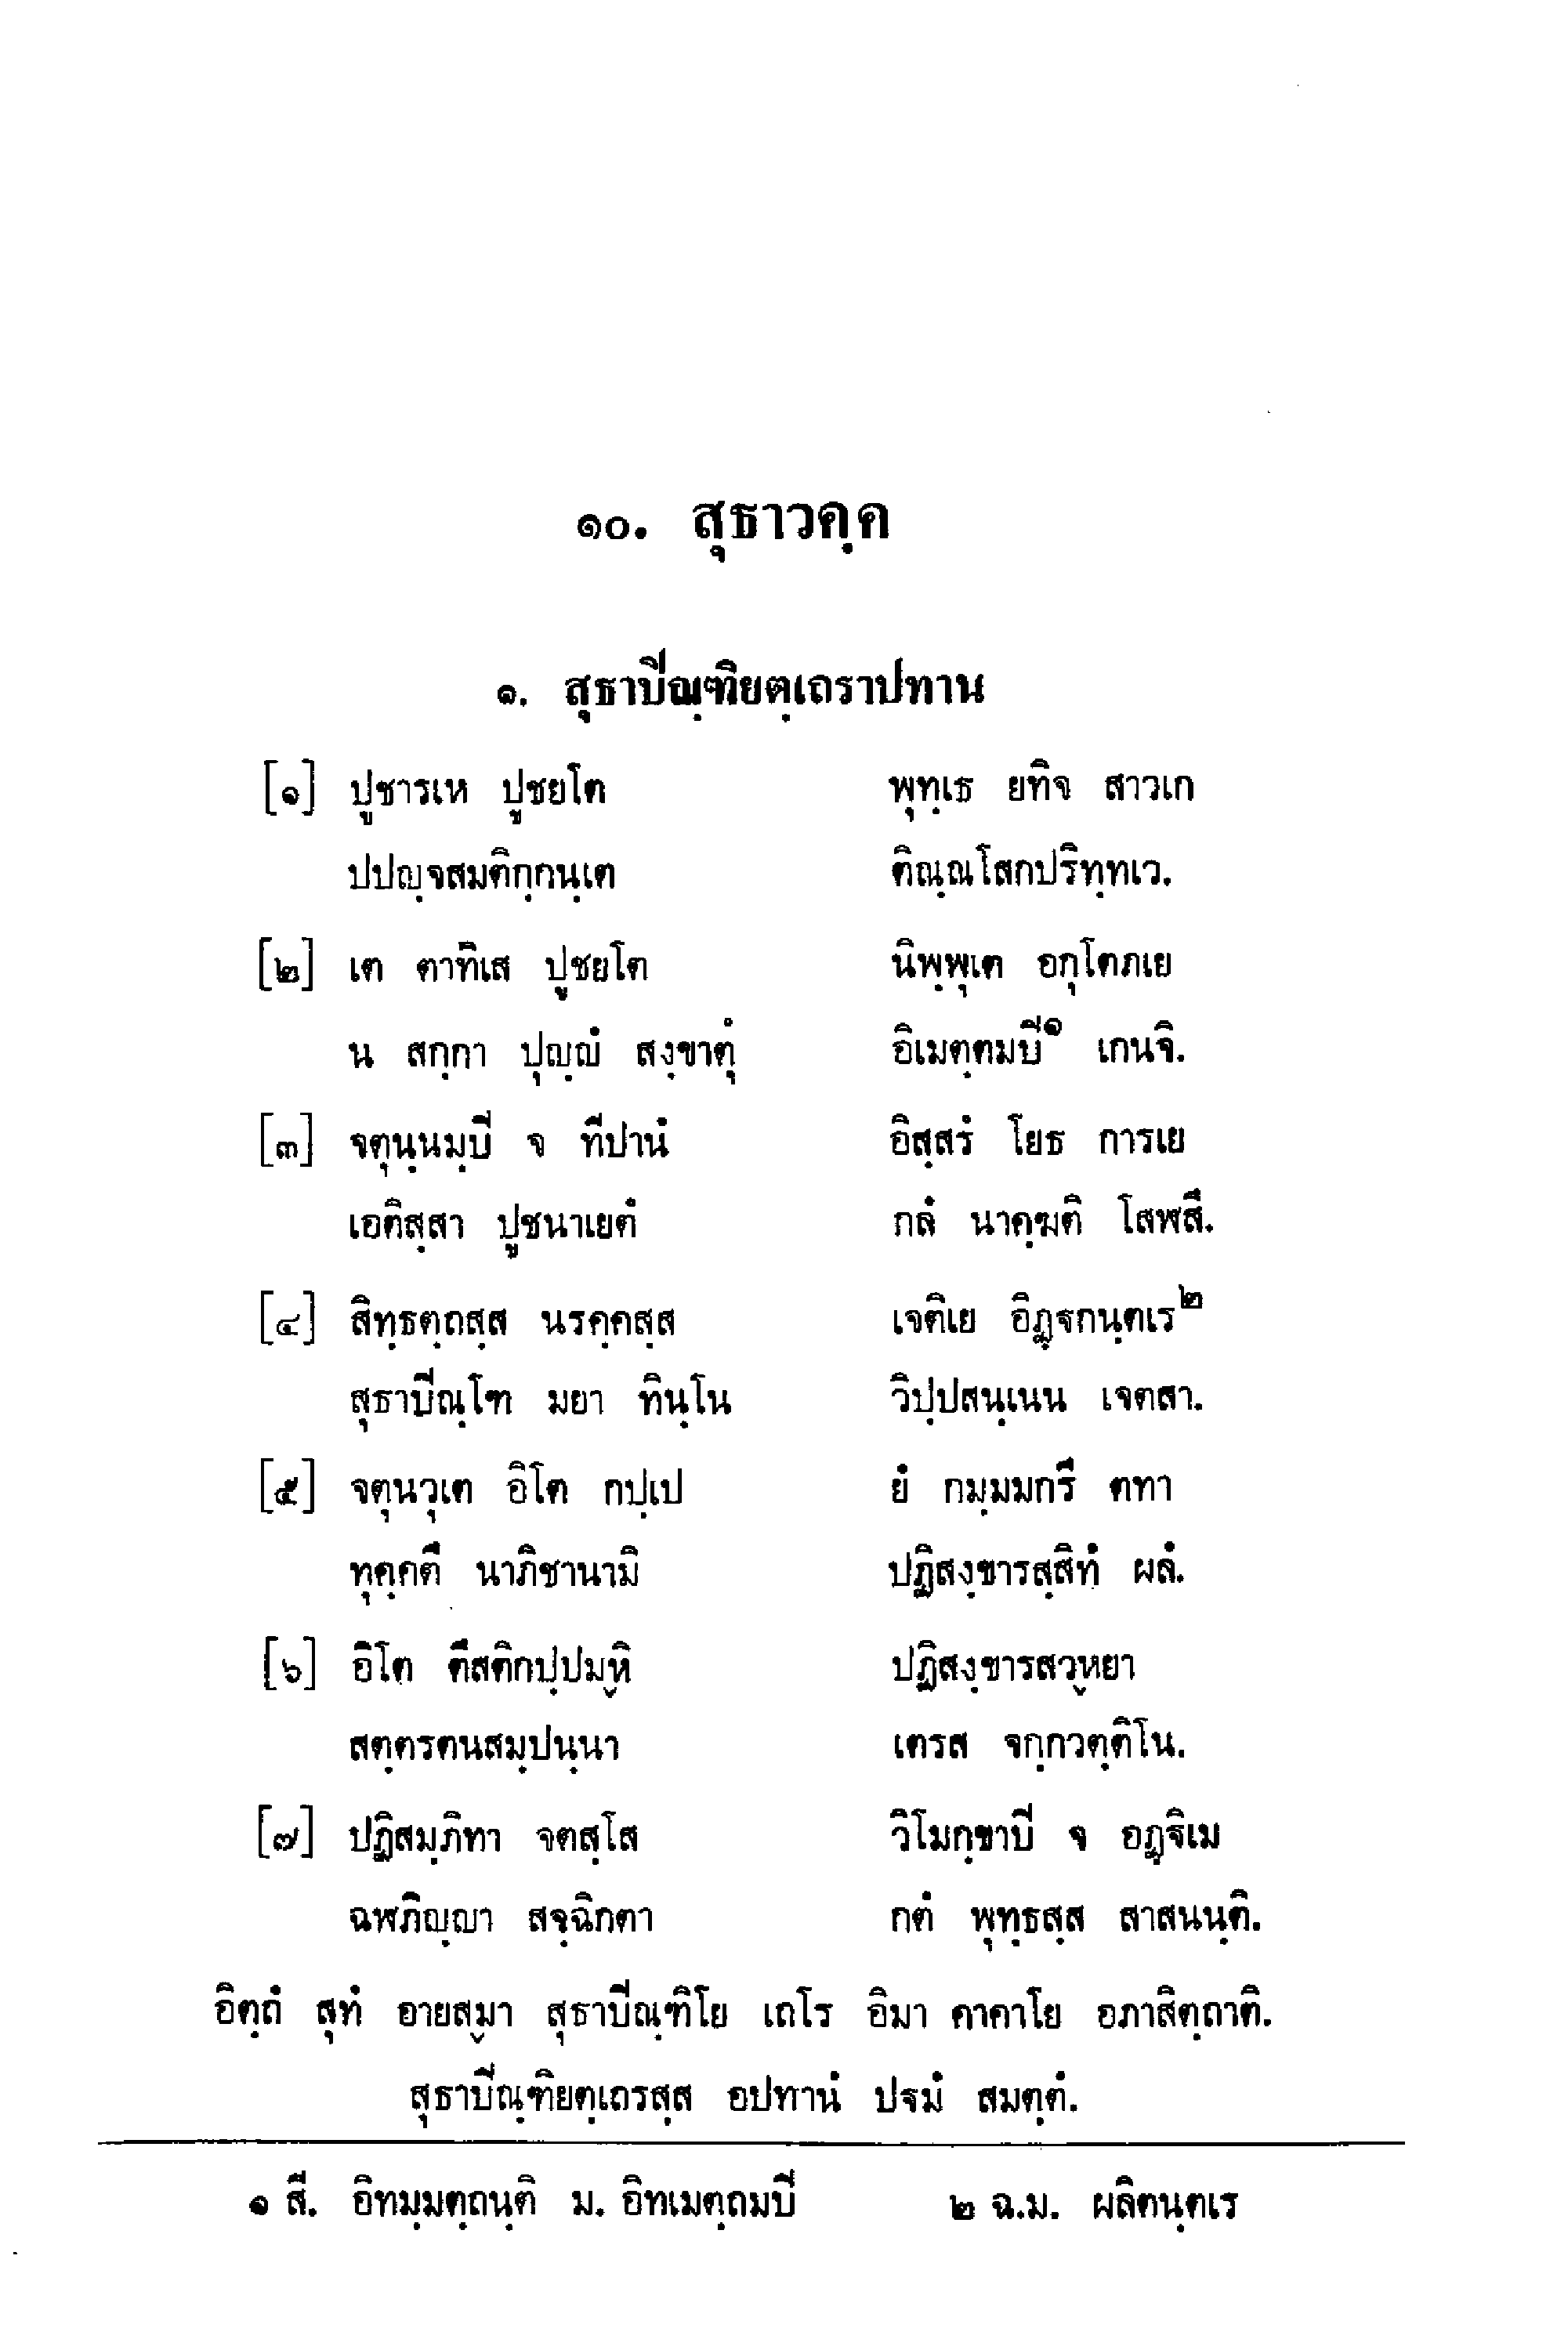 ๑๐. สุธาวคฺค
๑. สุธาปิณฺฑิยตฺเถราปทาน
[๑] ปูชารเห ปูชยโต พุทฺเธ ยทิจ สาวเก
ปปญฺจสมติกฺกนฺเต ติณฺณโสกปริทฺทเว.
[๒] เต ตาทิเส ปูชยโต นิพฺพุเต อกุโตภเย
น สกฺกา ปุญฺญํ สงฺขาตุํ อิเมตฺตมปิ๑ เกนจิ.
[๓] จตุนฺนมฺปิ จ ทีปานํ อิสฺสรํ โยธ การเย
เอติสฺสา ปูชนาเยตํ กลํ นาคฺฆติ โสฬสึ.
[๔] สิทฺธตฺถสฺส นรคฺคสฺส เจติเย อิฏฺฐกนฺตเร๒
สุธาปิณฺโฑ มยา ทินฺโน วิปฺปสนฺเนน เจตสา.
[๕] จตุนวุเต อิโต กปฺเป ยํ กมฺมมกรึ ตทา
ทุคฺคตึ นาภิชานามิ ปฏิสงฺขารสฺสิทํ ผลํ.
[๖] อิโต ตึสติกปฺปมฺหิ ปฏิสงฺขารสวฺหยา
สตฺตรตนสมฺปนฺนา เตรส จกฺกวตฺติโน.
[๗] ปฏิสมฺภิทา จตสฺโส วิโมกฺขาปิ จ อฏฺฐิเม
ฉฬภิญฺญา สจฺฉิกตา กตํ พุทฺธสฺส สาสนนฺติ.
อิตฺถํ สุทํ อายสฺมา สุธาปิณฺฑิโย เถโร อิมา คาถาโย อภาสิตฺถาติ.
สุธาปิณฺฑิยตฺเถรสฺส อปทานํ ปฐมํ สมตฺตํ.
๑ สี. อิทมฺมตฺถนฺติ ม. อิทเมตฺถมปิ ๒ ฉ.ม. ผลิตนฺตเร